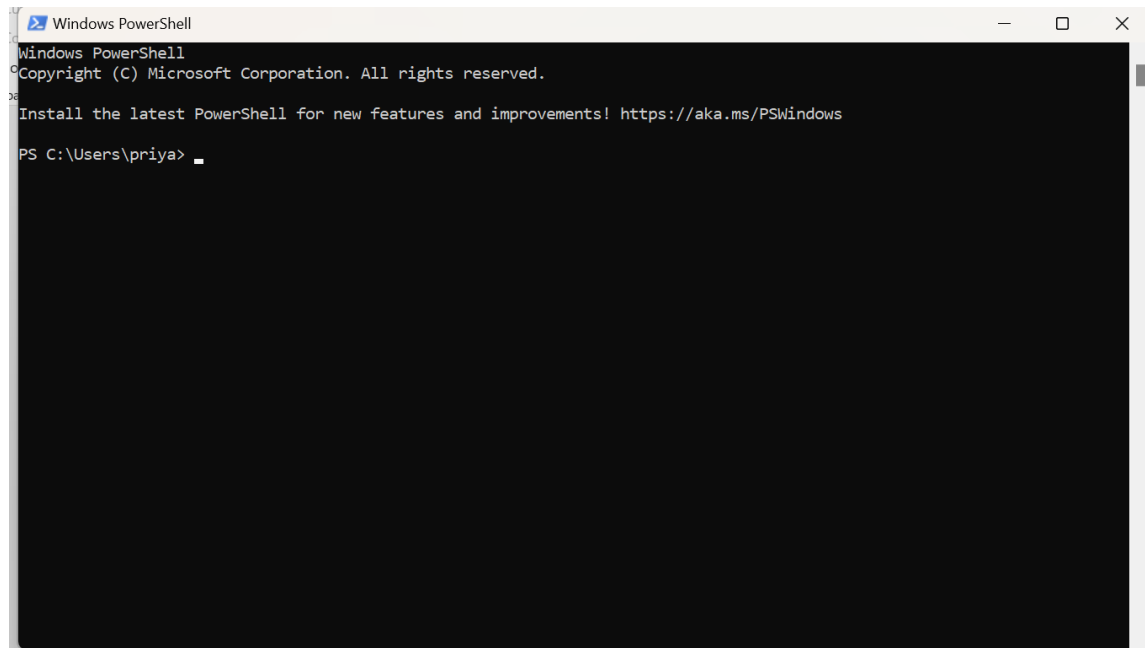 Windows PowerShell
Windows PowerShell
Copyright (C) Microsoft Corporation. All rights reserved.
Install the latest PowerShell for new features and improvements! https://aka.ms/PSWindows
PS C:\Users\priya>